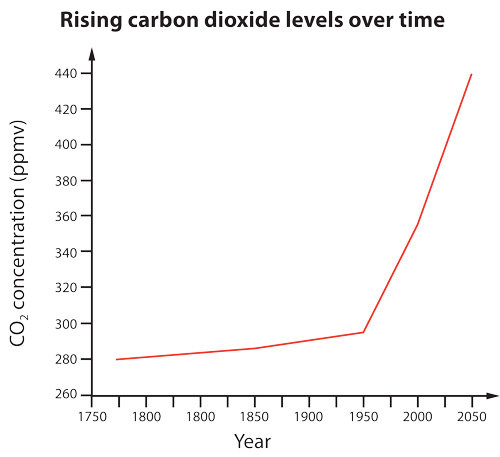 Rising carbon dioxide levels over time
CO₂ concentration (ppmv)
440
420
400
380
360
340
320
300
280
260
1750 1800 1800 1850 1900 1950 2000 2050
Year